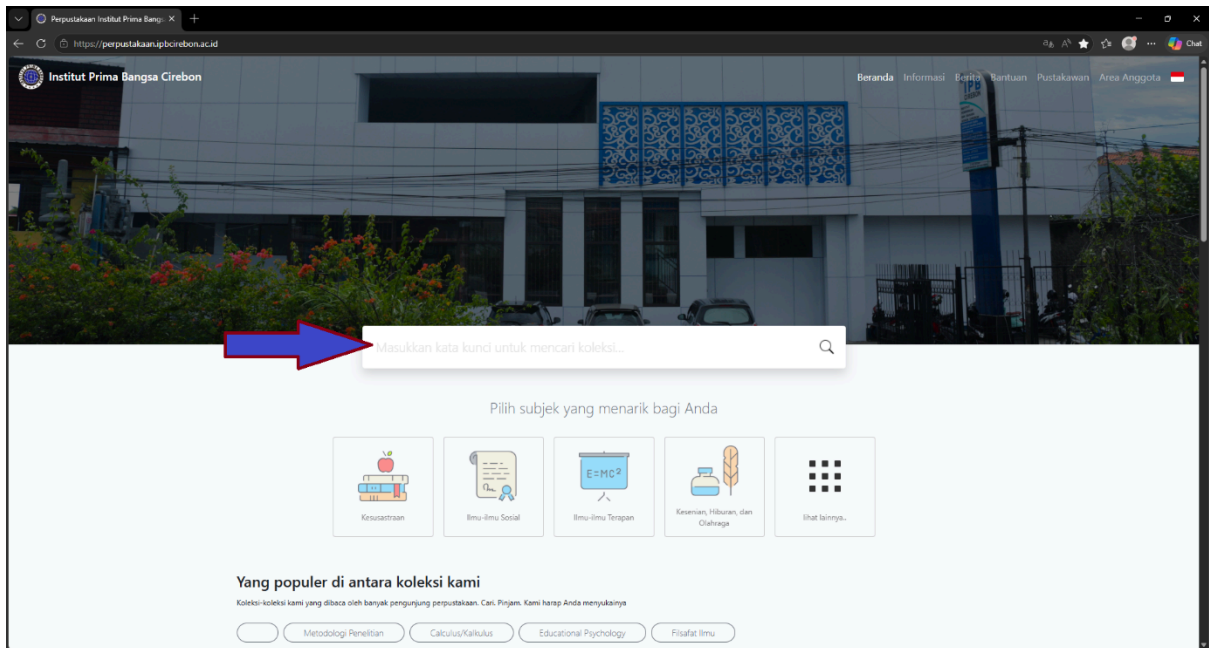 Perpustakaan Institut Prima Bangs
https://perpustakaan.ipbcirebon.ac.id
Chat
Institut Prima Bangsa Cirebon
Beranda Informasi Berita Bantuan Pustakawan Area Anggota
IPB
CIREBON
Masukkan kata kunci untuk mencari koleksi...
Pilih subjek yang menarik bagi Anda
E=MC2
Kesusastraan
Ilmu-ilmu Sosial
Ilmu-ilmu Terapan
Kesenian, Hiburan, dan
Olahraga
lihat lainnya..
Yang populer di antara koleksi kami
Koleksi-koleksi kami yang dibaca oleh banyak pengunjung perpustakaan. Cari. Pinjam. Kami harap Anda menyukainya
Metodologi Penelitian
Calculus/Kalkulus
Educational Psychology
Filsafat Ilmu